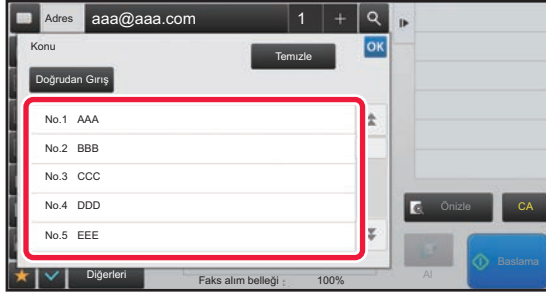 Adres aaa@aaa.com 1 +
Konu Temizle OK
Doğrudan Giriş
No.1 AAA
No.2 BBB
No.3 CCC
No.4 DDD
No.5 EEE
Önizle CA
Al Baslama
Diğerleri Faks alım belleği : 100%